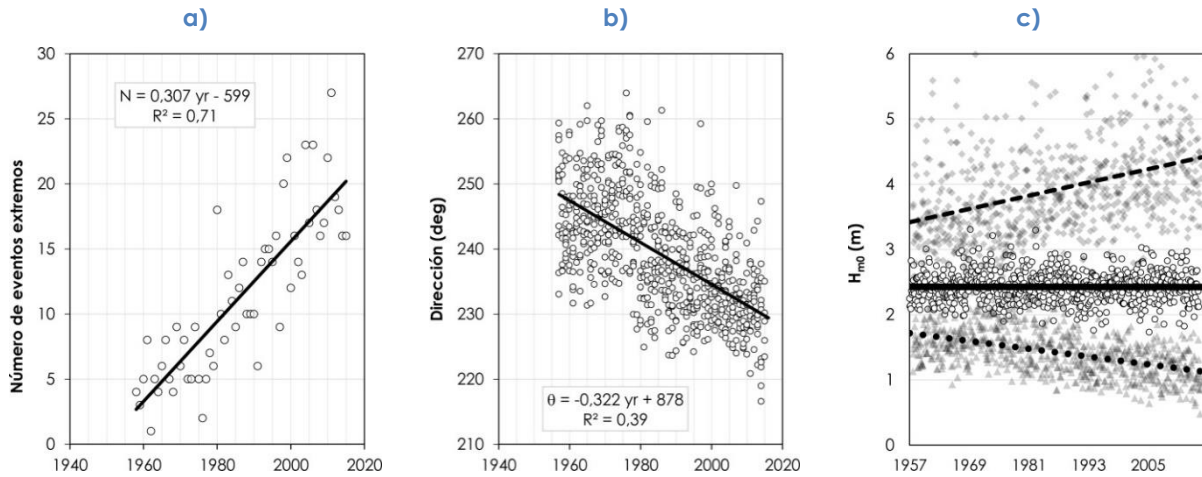 a)
30
25
20
15
10
5
0
Número de eventos extremos
N = 0,307 yr - 599
R² = 0,71
1940 1960 1980 2000 2020
b)
270
260
250
240
230
220
210
Dirección (deg)
θ = -0,322 yr + 878
R² = 0,39
1940 1960 1980 2000 2020
c)
6
5
4
3
2
1
0
Hm0 (m)
1957 1969 1981 1993 2005